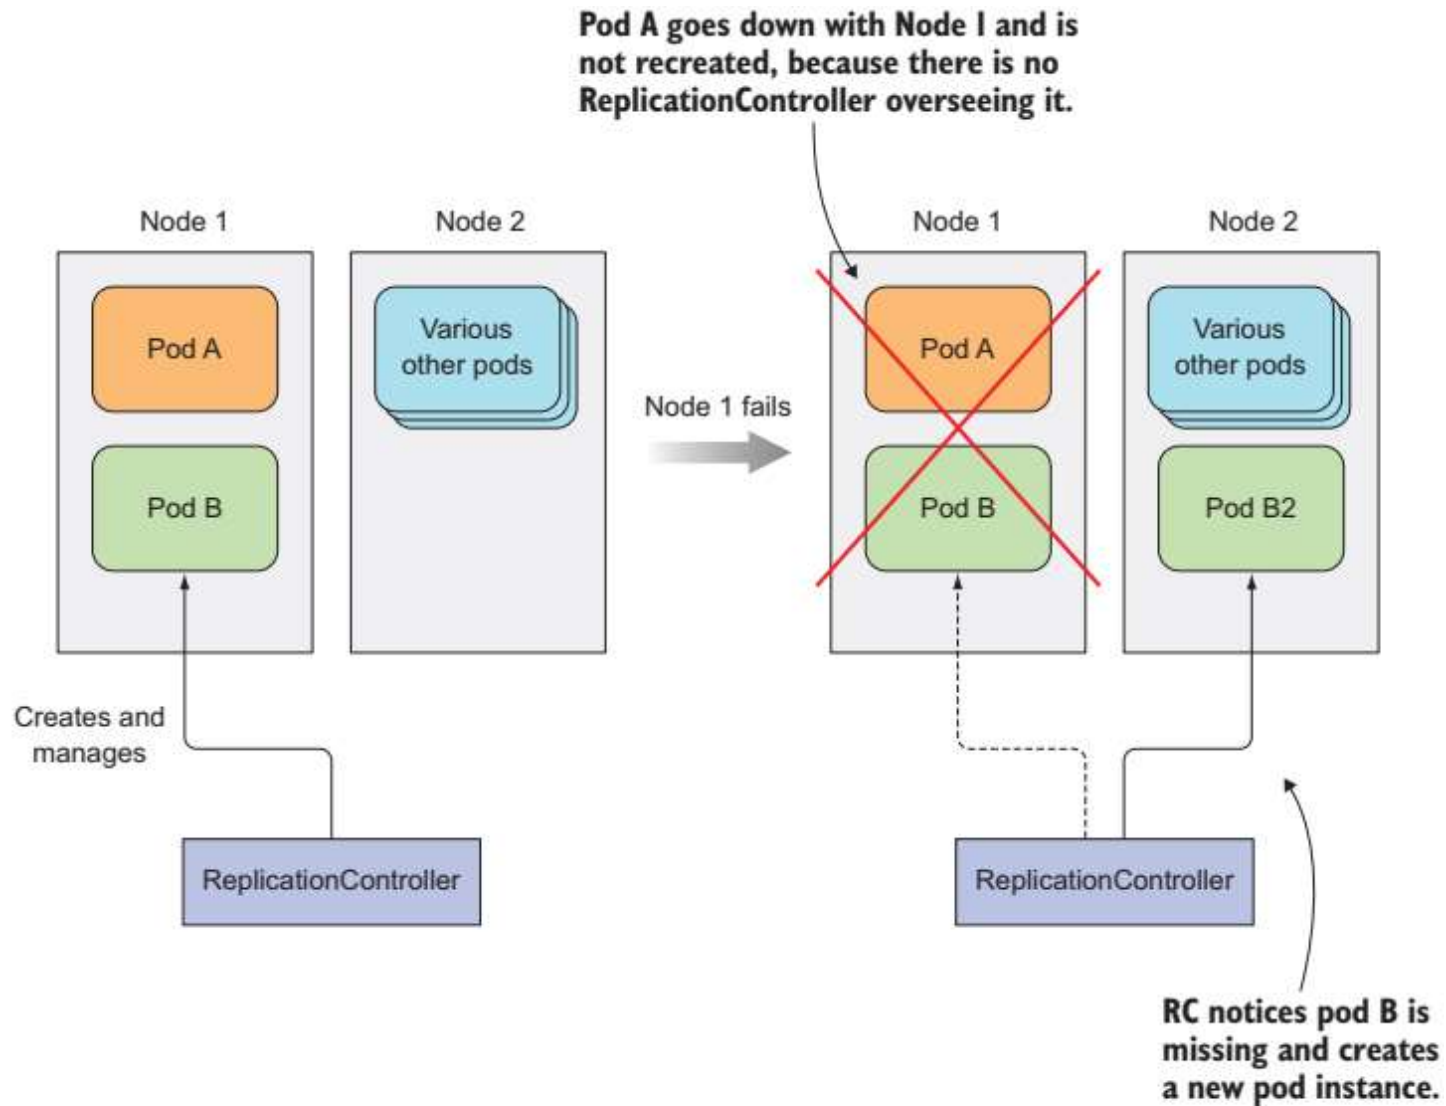 Pod A goes down with Node 1 and is
not recreated, because there is no
ReplicationController overseeing it.
Node 1
Node 2
Node 1
Node 2
Pod A
Various
other pods
Node 1 fails
Pod A
Various
other pods
Pod B
Pod B
Pod B2
Creates and
manages
ReplicationController
ReplicationController
RC notices pod B is
missing and creates
a new pod instance.